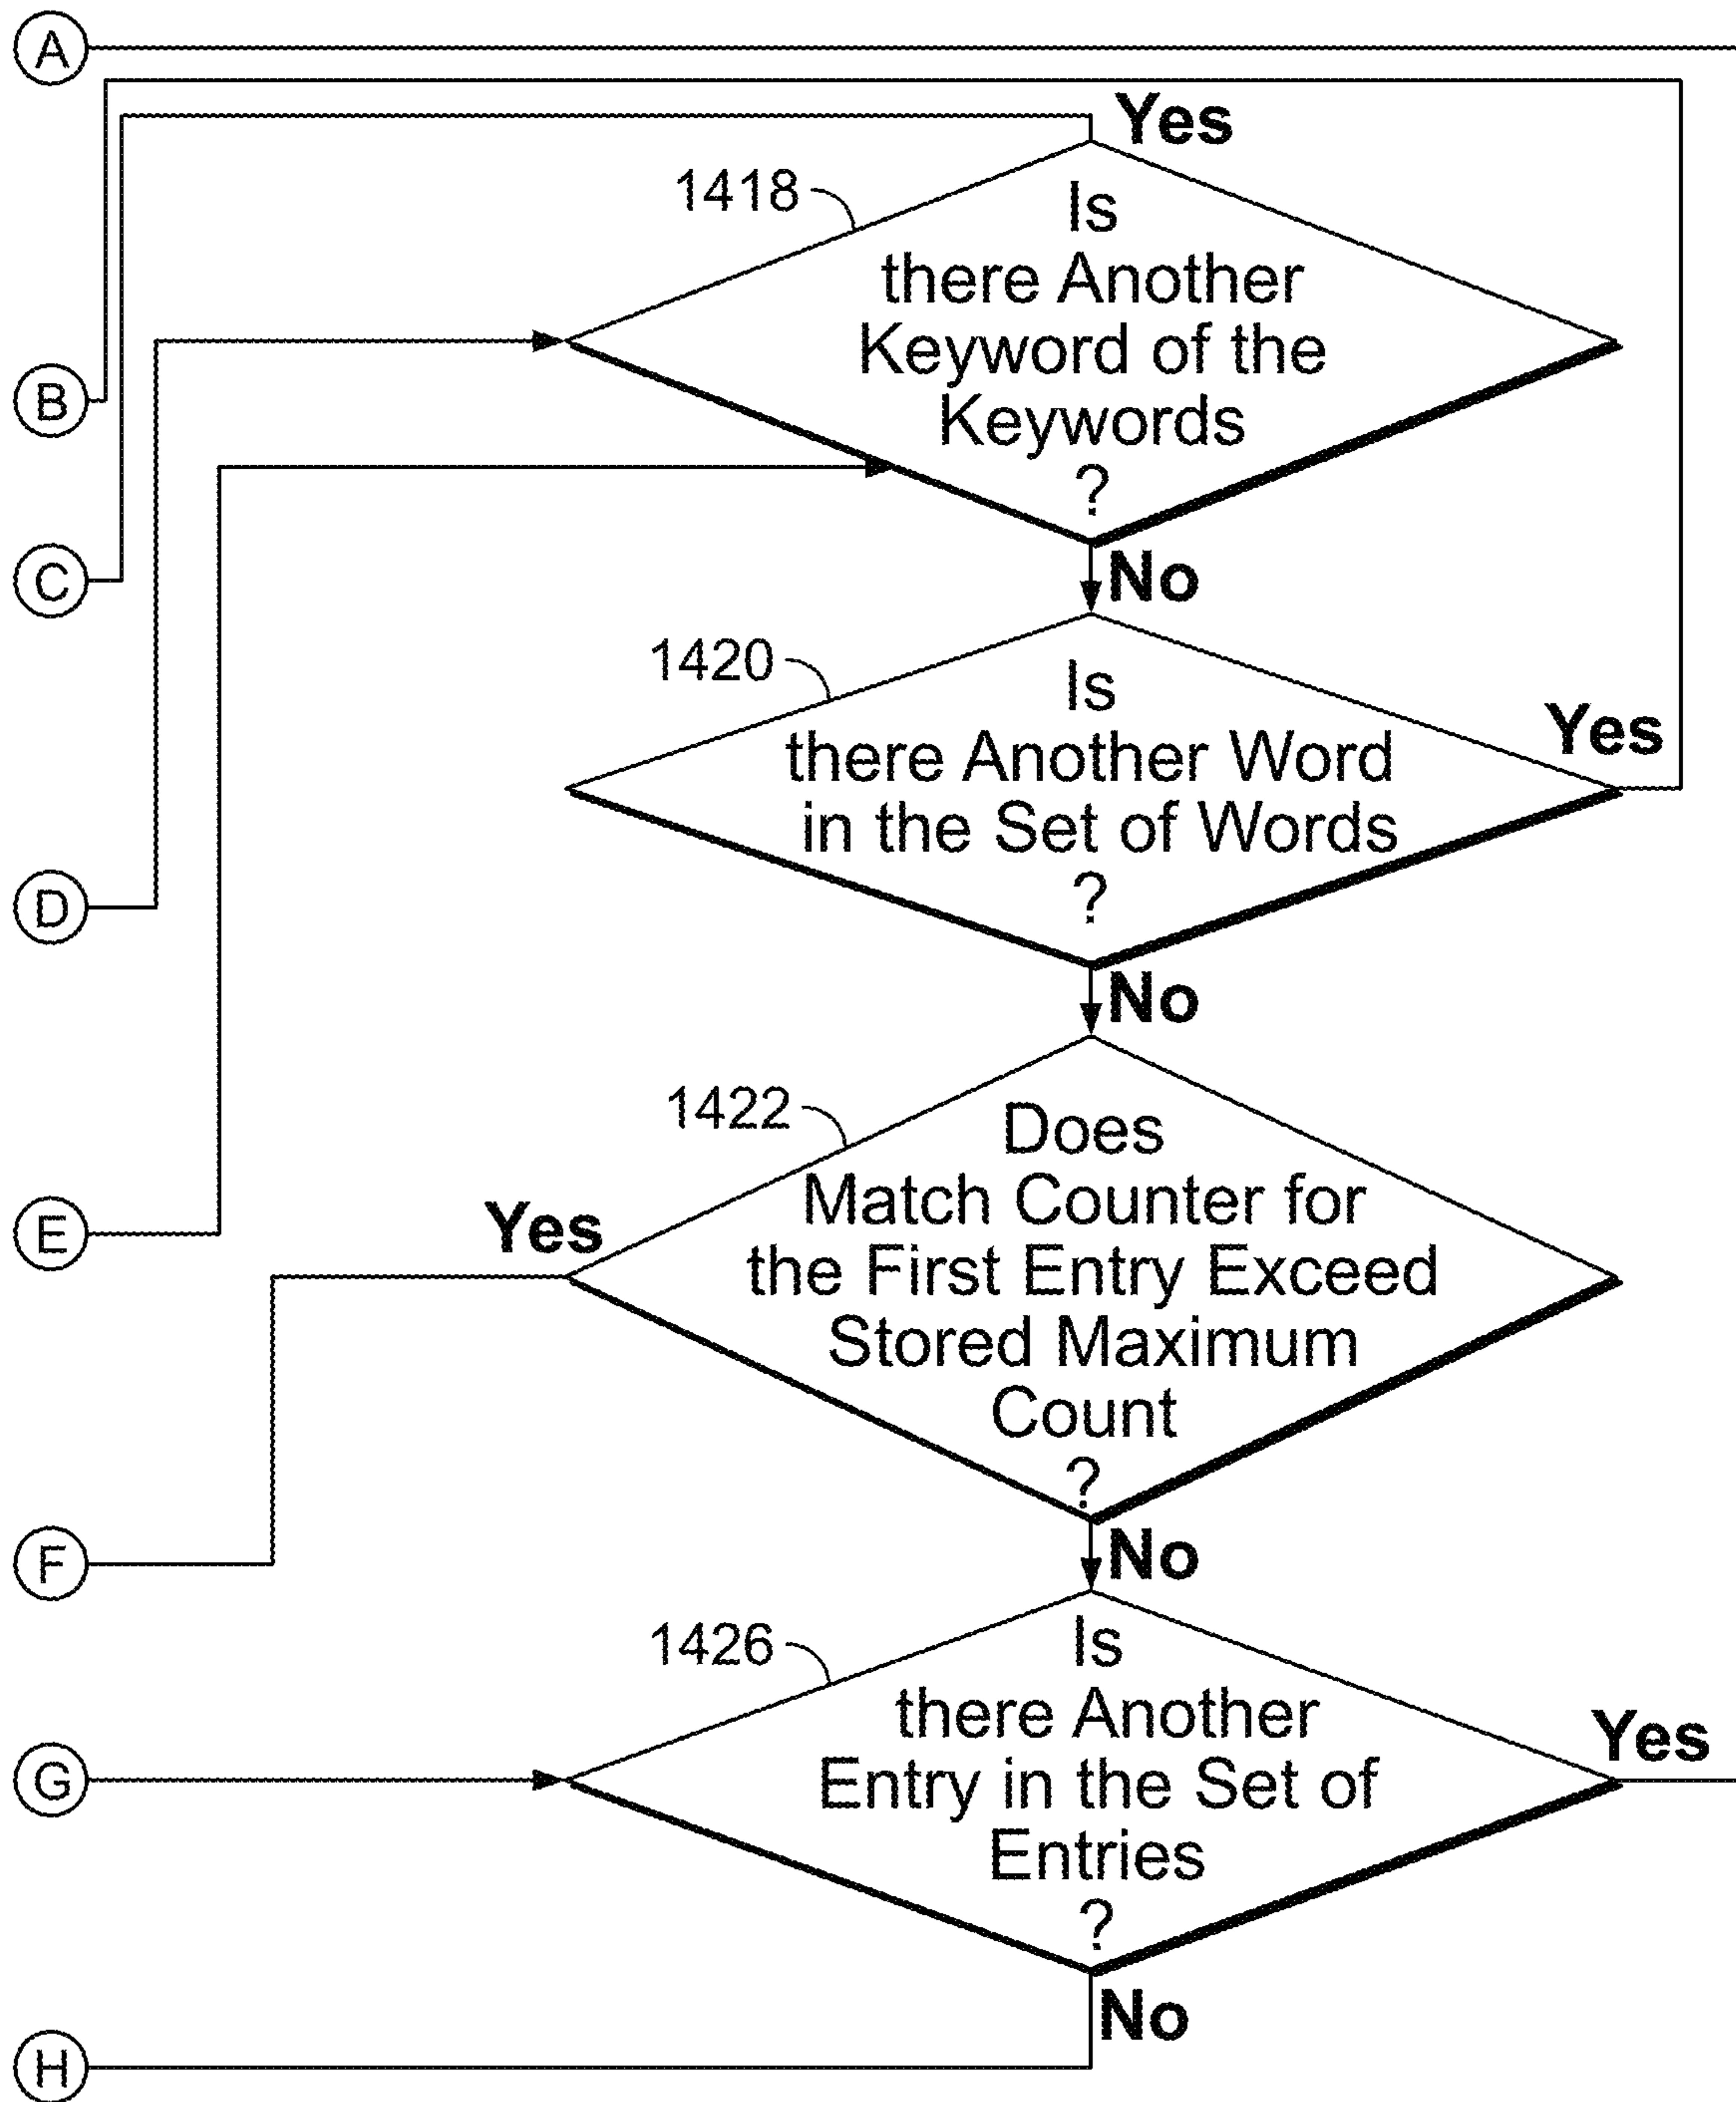 A
Yes
1418
Is
there Another
Keyword of the
Keywords
?
B
C
No
1420
Is
there Another Word
in the Set of Words
?
Yes
D
No
1422
Does
Match Counter for
the First Entry Exceed
Stored Maximum
Count
?
Yes
E
F
No
1426
Is
there Another
Entry in the Set of
Entries
?
Yes
G
No
H